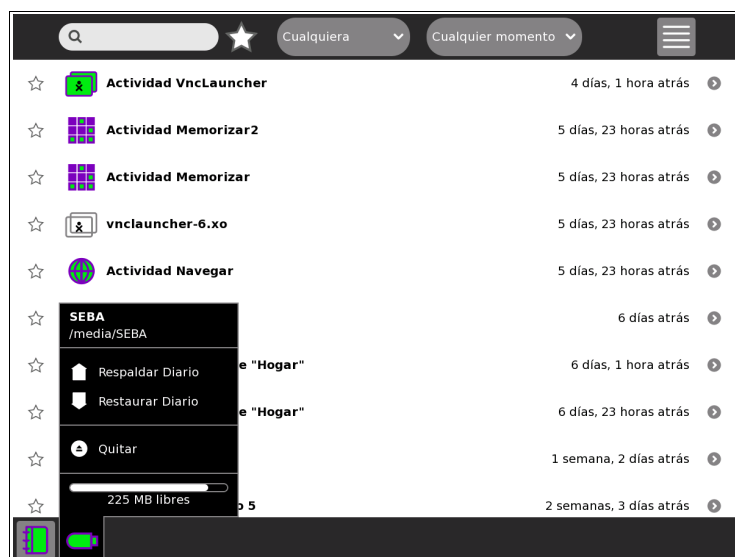 Cualquiera
Cualquier momento
Actividad VncLauncher
4 días, 1 hora atrás
Actividad Memorizar2
5 días, 23 horas atrás
Actividad Memorizar
5 días, 23 horas atrás
vnclauncher-6.xo
5 días, 23 horas atrás
Actividad Navegar
5 días, 23 horas atrás
6 días atrás
e "Hogar"
6 días, 1 hora atrás
e "Hogar"
6 días, 23 horas atrás
1 semana, 2 días atrás
o 5
2 semanas, 3 días atrás
SEBA
/media/SEBA
Respaldar Diario
Restaurar Diario
Quitar
225 MB libres